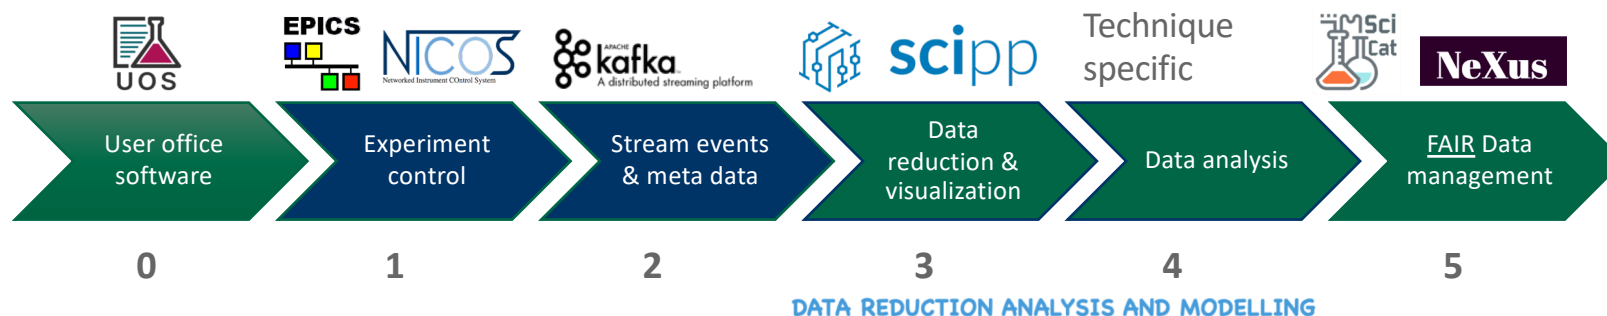 UOS
EPICS
NICOS
Networked Instrument COntrol System
APACHE
kafka
A distributed streaming platform
scipp
Technique
specific
Sci
Cat
NeXus
User office
software
Experiment
control
Stream events
& meta data
Data
reduction &
visualization
Data analysis
FAIR Data
management
0
1
2
3
4
5
DATA REDUCTION ANALYSIS AND MODELLING